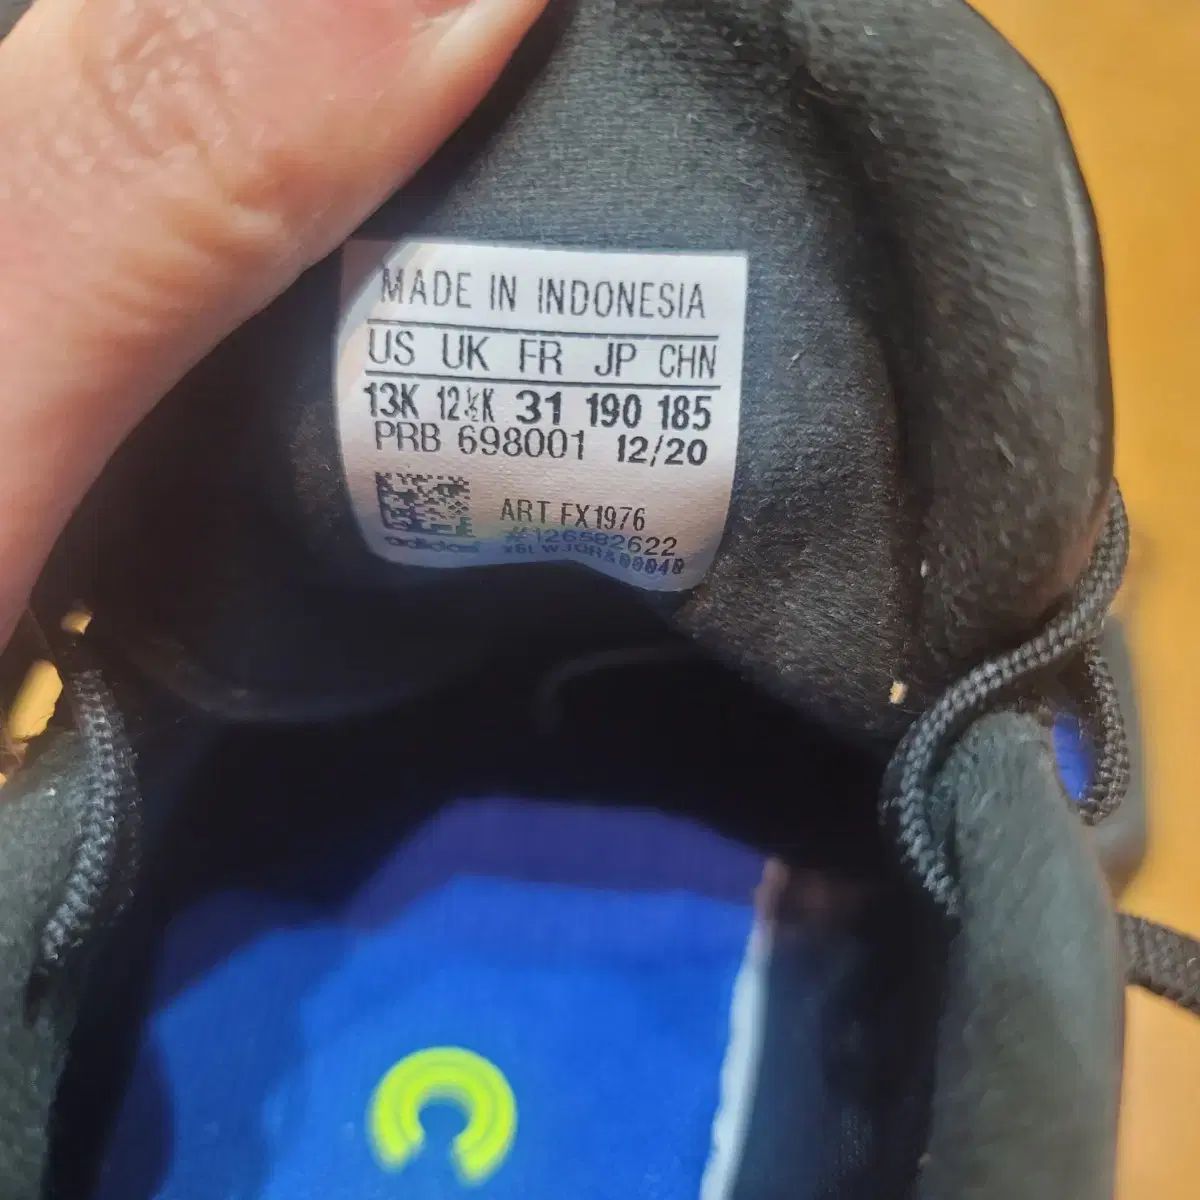 MADE IN INDONESIA
US UK FR JP CHN
13K 12½K 31 190 185
PRB 698001 12/20
ART FX1976
adidas #126582622